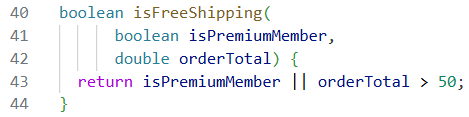 40 boolean isFreeShipping(
41         boolean isPremiumMember,
42         double orderTotal) {
43     return isPremiumMember || orderTotal > 50;
44 }